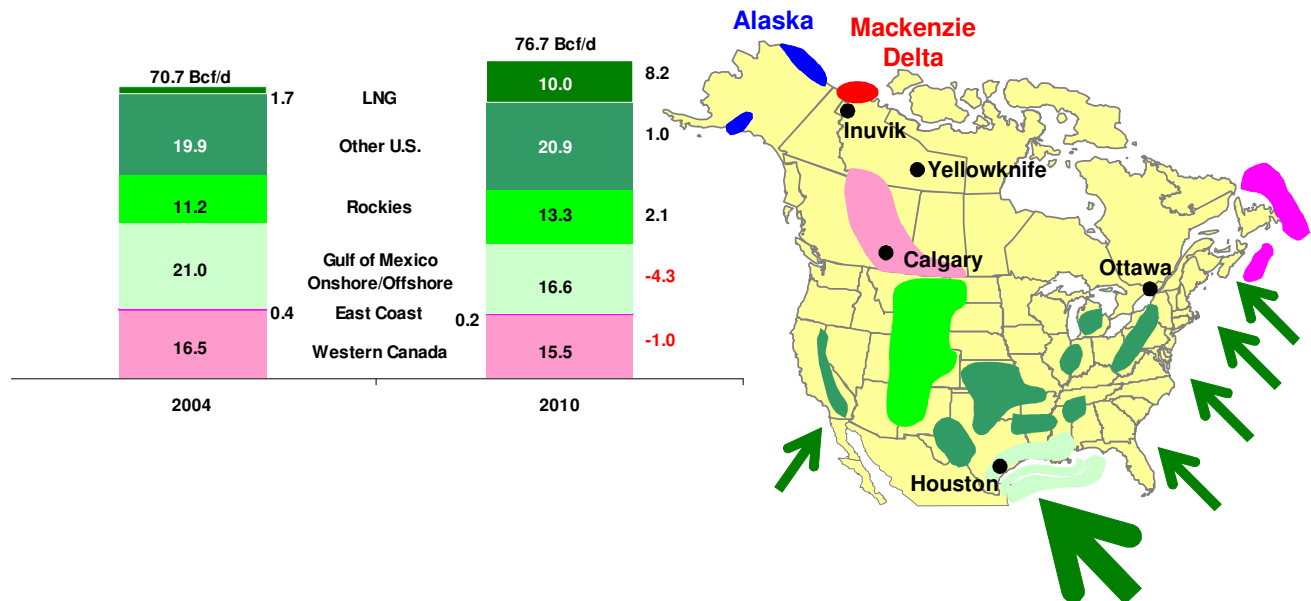 70.7 Bcf/d
1.7
19.9
11.2
21.0
0.4
16.5
2004
LNG
Other U.S.
Rockies
Gulf of Mexico
Onshore/Offshore
East Coast
Western Canada
76.7 Bcf/d
10.0
20.9
13.3
16.6
0.2
15.5
2010
8.2
1.0
2.1
-4.3
-1.0
Alaska
Mackenzie
Delta
Inuvik
Yellowknife
Calgary
Ottawa
Houston